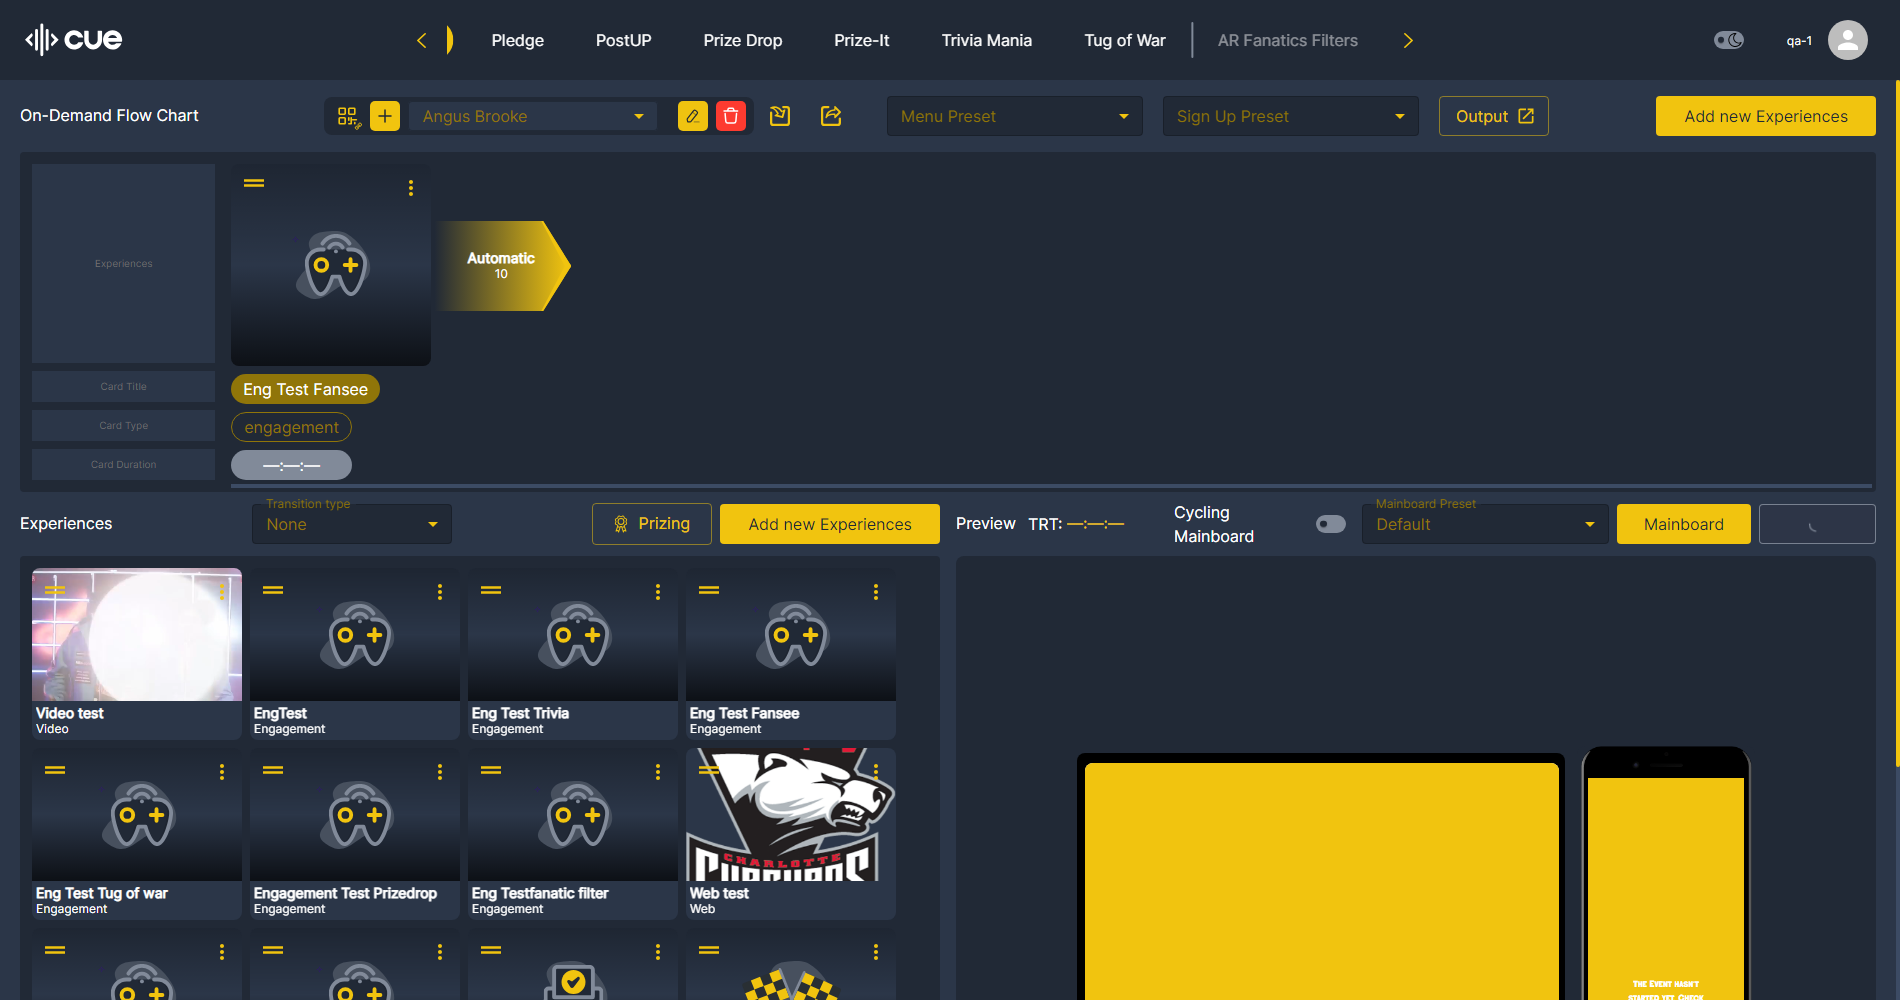 cue
Pledge
PostUP
Prize Drop
Prize-It
Trivia Mania
Tug of War
AR Fanatics Filters
qa-1
On-Demand Flow Chart
Angus Brooke
Menu Preset
Sign Up Preset
Output
Add new Experiences
Experiences
Automatic
10
Card Title
Eng Test Fansee
Card Type
engagement
Card Duration
—:—:—
Experiences
Transition type
None
Prizing
Add new Experiences
Preview
TRT: —:—:—
Cycling
Mainboard
Mainboard Preset
Default
Mainboard
Video test
Video
EngTest
Engagement
Eng Test Trivia
Engagement
Eng Test Fansee
Engagement
CHARLOTTE
Eng Test Tug of war
Engagement
Engagement Test Prizedrop
Engagement
Eng Testfanatic filter
Engagement
Web test
Web
THE EVENT HASN'T
STARTED YET. CHECK